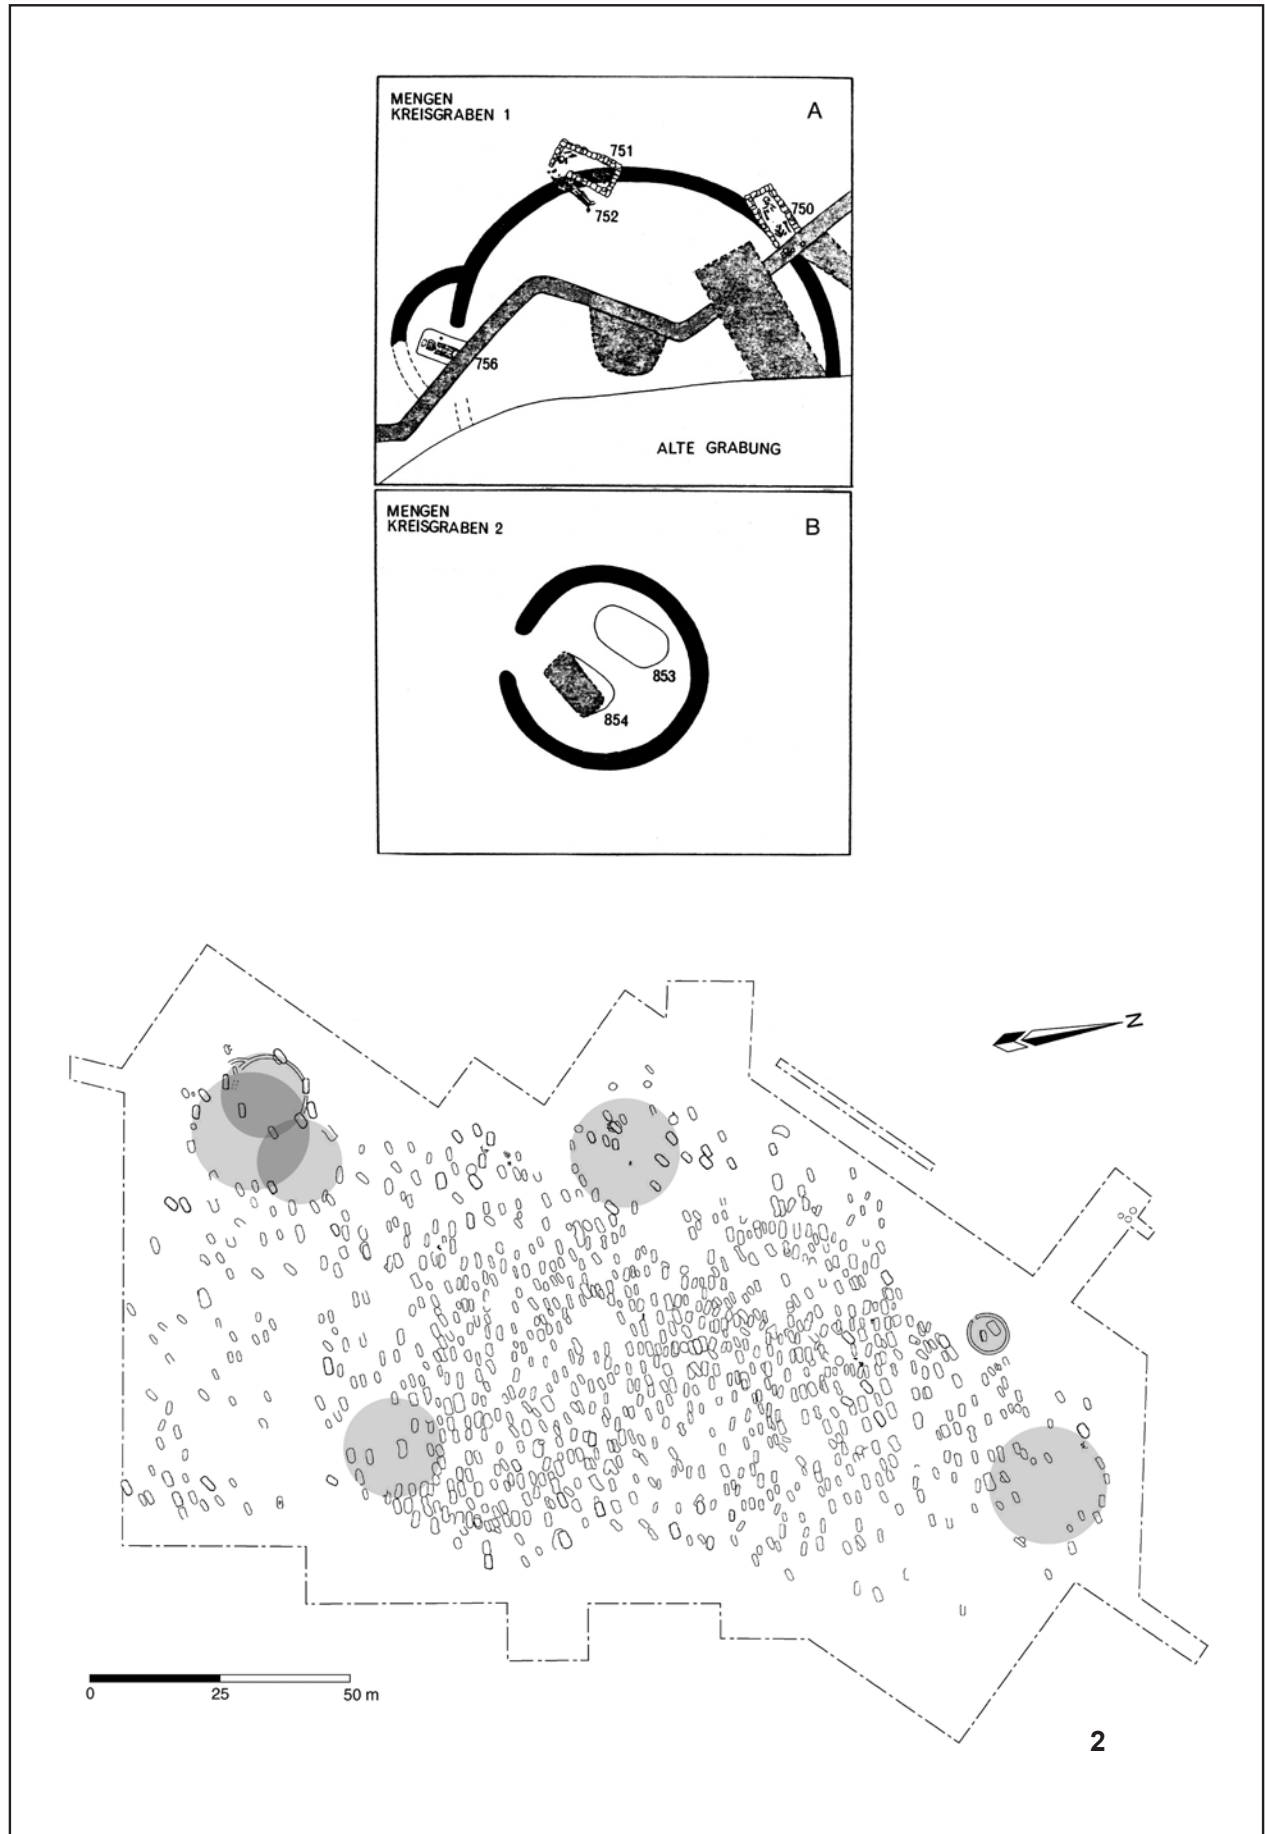 MENGEN
KREISGRABEN 1
A
751
752
750
756
ALTE GRABUNG
MENGEN
KREISGRABEN 2
B
853
854
N
0
25
50 m
2